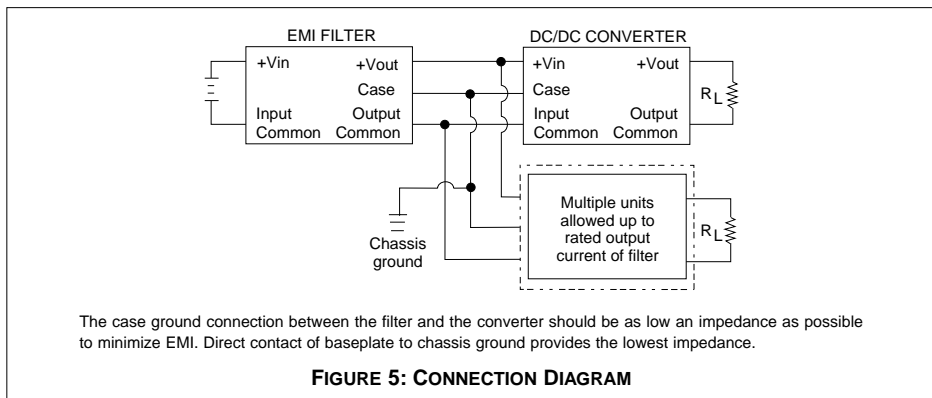 EMI FILTER
DC/DC CONVERTER
+Vin
+Vout
Case
Input
Common
Output
Common
+Vin
+Vout
Case
Input
Common
Output
Common
RL
Chassis
ground
Multiple units
allowed up to
rated output
current of filter
RL
The case ground connection between the filter and the converter should be as low an impedance as possible
to minimize EMI. Direct contact of baseplate to chassis ground provides the lowest impedance.
FIGURE 5: CONNECTION DIAGRAM